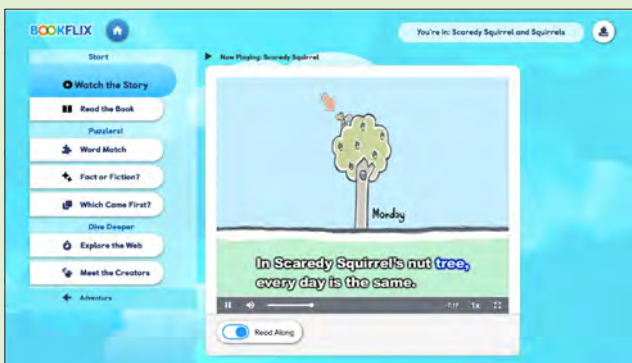 BOOKFLIX
You're in: Scaredy Squirrel and Squirrels
Start
Watch the Story
Read the Book
Puzzlers!
Word Match
Fact or Fiction?
Which Came First?
Dive Deeper
Explore the Web
Meet the Creators
Adventure
Now Playing: Scaredy Squirrel
Monday
In Scaredy Squirrel's nut tree,
every day is the same.
1x
Read Along